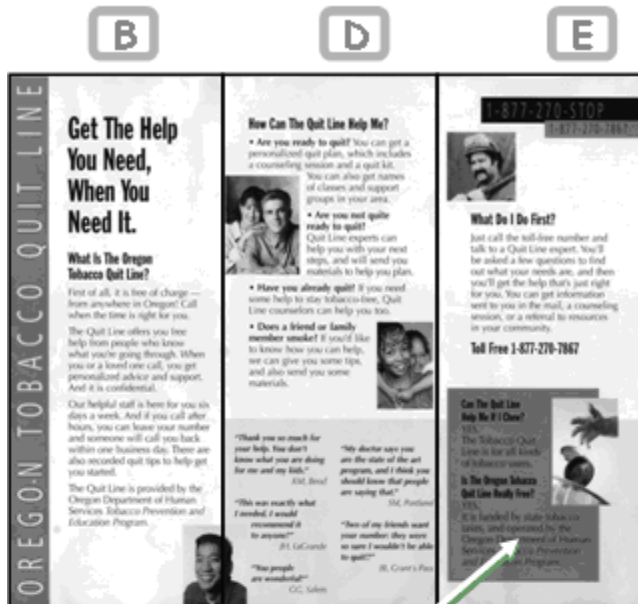 B
D
E
OREGON TOBACCO QUIT LINE
Get The Help
You Need,
When You
Need It.
What Is The Oregon
Tobacco Quit Line?
First of all, it is free of charge —
from anywhere in Oregon! Call
when the time is right for you.
The Quit Line offers you free
help from people who know
what you're going through. When
you or a loved one call, you get
personalized advice and support.
And it is confidential.
Our helpful staff is here for you six
days a week. And if you call after
hours, you can leave your number
and someone will call you back
within one business day. There are
also recorded quit tips to help get
you started.
The Quit Line is provided by the
Oregon Department of Human
Services Tobacco Prevention and
Education Program.
How Can The Quit Line Help Me?
• Are you ready to quit? You can get a
personalized quit plan, which includes
a counseling session and a quit kit.
You can also get names
of classes and support
groups in your area.
• Are you not quite
ready to quit?
Quit Line experts can
help you with your next
steps, and will send you
materials to help you plan.
• Have you already quit? If you need
some help to stay tobacco-free, Quit
Line counselors can help you too.
• Does a friend or family
member smoke? If you'd like
to know how you can help,
we can give you some tips,
and also send you some
materials.
"Thank you so much for
your help. You don't
know what you are doing
for me and my kids."
KM, Bend
"This was exactly what
I needed. I would
recommend it
to anyone!"
JH, LaGrande
"You people
are wonderful!"
GG, Salem
"My doctor says you
are the state of the art
program, and I think you
should know that people
are saying that."
SM, Portland
"Two of my friends want
your number; they were
so sure I wouldn't be able
to quit!"
BJ, Grant's Pass
1-877-270-STOP
1-877-270-7867
What Do I Do First?
Just call the toll-free number and
talk to a Quit Line expert. You'll
be asked a few questions to find
out what your needs are, and then
you'll get the help that's just right
for you. You can get information
sent to you in the mail, a counseling
session, or a referral to resources
in your community.
Toll Free 1-877-270-7867
Can The Quit Line
Help Me If I Chew?
YES.
The Tobacco Quit
Line is for all kinds
of tobacco users.
Is The Oregon Tobacco
Quit Line Really Free?
YES.
It is funded by state tobacco
taxes, and operated by the
Oregon Department of Human
Services Tobacco Prevention
and Education Program.